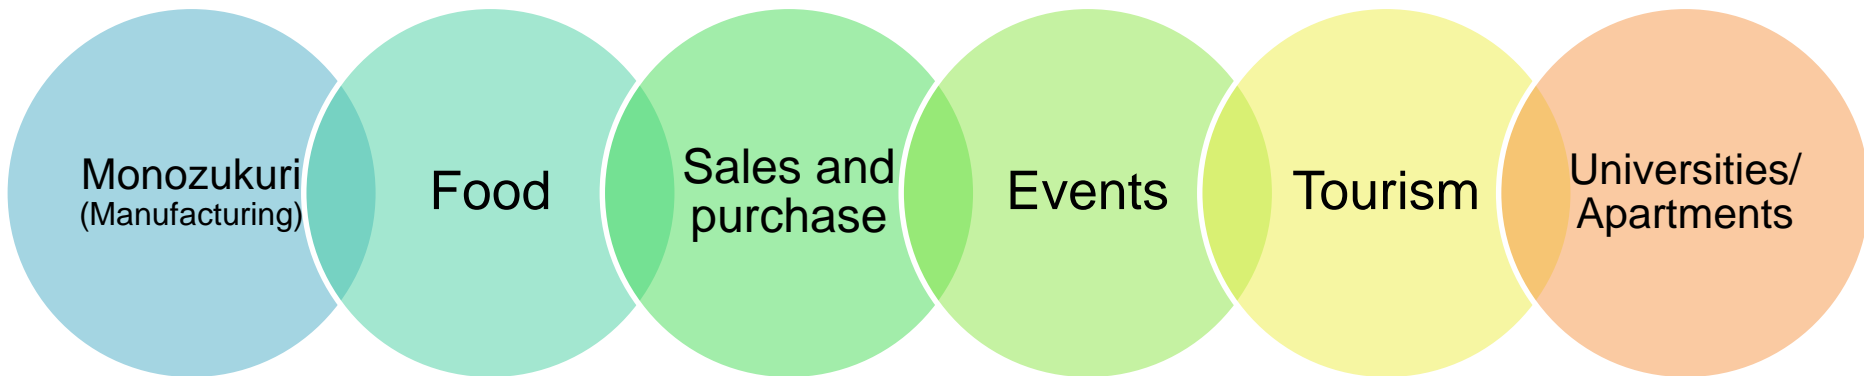 Monozukuri
(Manufacturing)
Food
Sales and
purchase
Events
Tourism
Universities/
Apartments